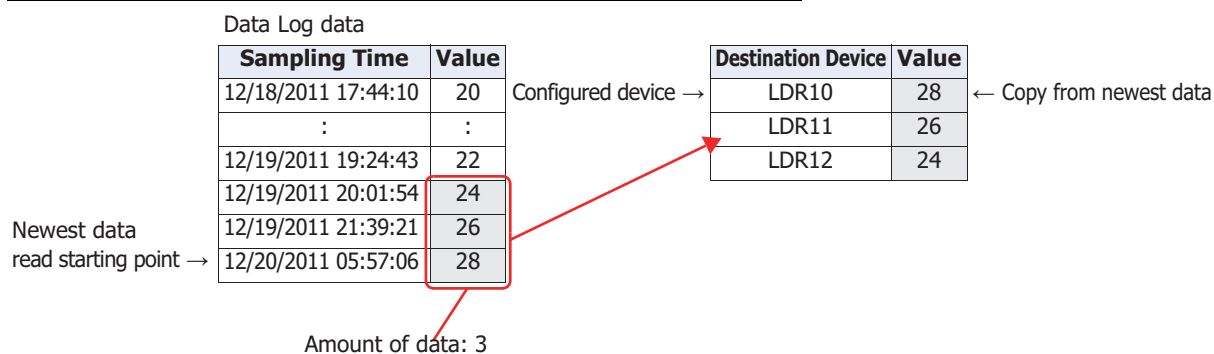 Data Log data
Sampling Time Value
12/18/2011 17:44:10 20
: :
12/19/2011 19:24:43 22
12/19/2011 20:01:54 24
12/19/2011 21:39:21 26
12/20/2011 05:57:06 28
Newest data
read starting point →
Amount of data: 3
Configured device →
Destination Device Value
LDR10 28
LDR11 26
LDR12 24
← Copy from newest data